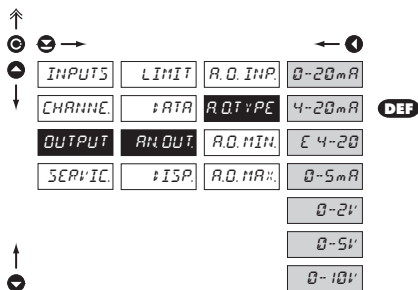 INPUTS LIMIT A.O. INP. 0-20mA
CHANNE. DATA A.O.TYPE 4-20mA DEF
OUTPUT AN.OUT. A.O. MIN. E 4-20
SERVIC. DISP. A.O. MAX. 0-5mA
0-2V
0-5V
0-10V